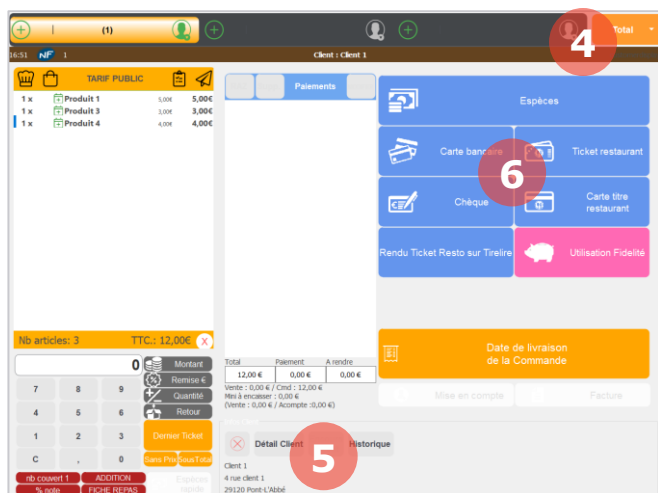 (1)
Total
4
16:51 NF 1
Client : Client 1
TARIF PUBLIC
1 x Produit 1 5,00€ 5,00€
1 x Produit 3 3,00€ 3,00€
1 x Produit 4 4,00€ 4,00€
Paiements
Espèces
Carte bancaire
Ticket restaurant
6
Chèque
Carte titre
restaurant
Rendu Ticket Resto sur Tirelire
Utilisation Fidelité
Date de livraison
de la Commande
Mise en compte
Facture
Nb articles: 3 TTC.: 12,00€ X
0
Montant
Remise €
Quantité
Retour
7 8 9
4 5 6
1 2 3
Dernier Ticket
C , 0
Sans Prix
SousTotal
nb couvert 1
ADDITION
Espèces
rapide
% note
FICHE REPAS
Total Paiement A rendre
12,00 € 0,00 € 0,00 €
Vente : 0,00 € / Cmd : 12,00 €
Mini à encaisser : 0,00 €
(Vente : 0,00 € / Acompte :0,00 €)
Détail Client
Historique
5
Client 1
4 rue client 1
29120 Pont-L'Abbé